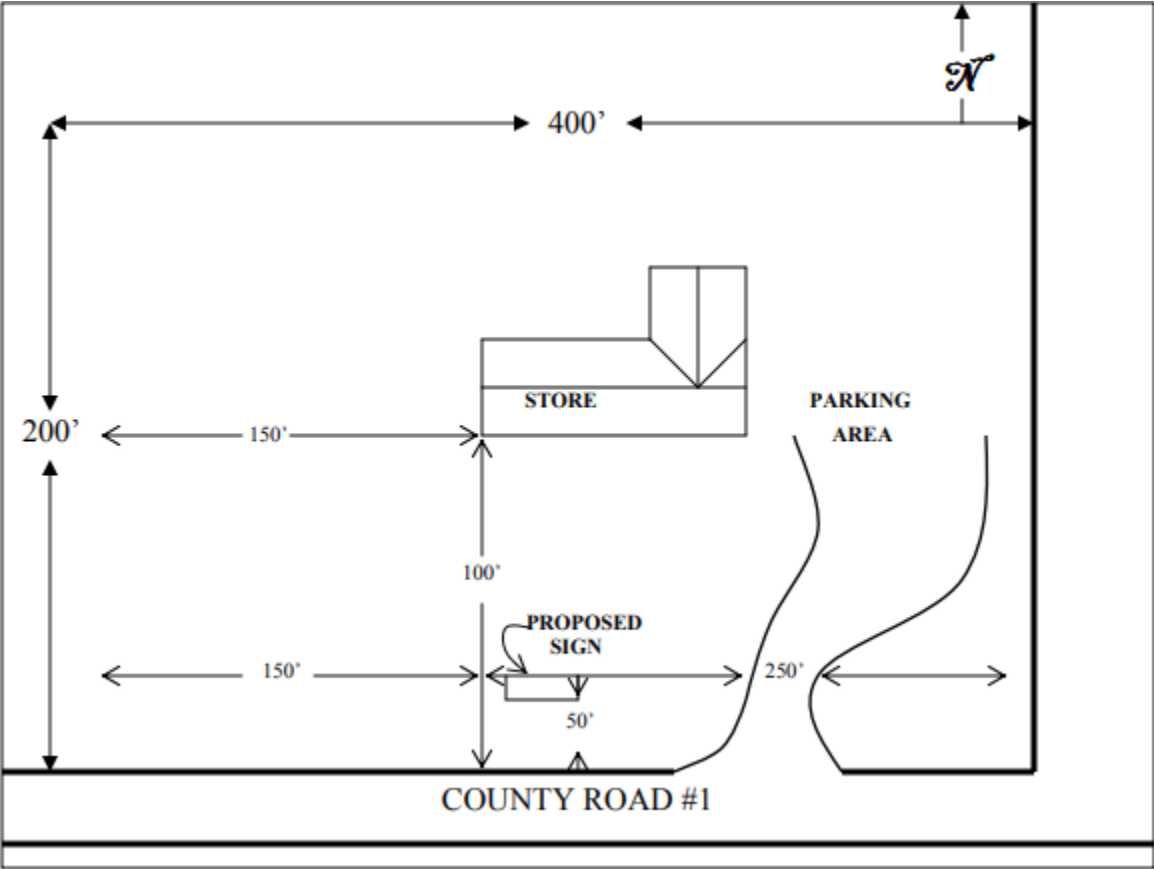 N
400’
STORE
PARKING
AREA
200’
150’
100’
PROPOSED
SIGN
150’
250’
50’
COUNTY ROAD #1